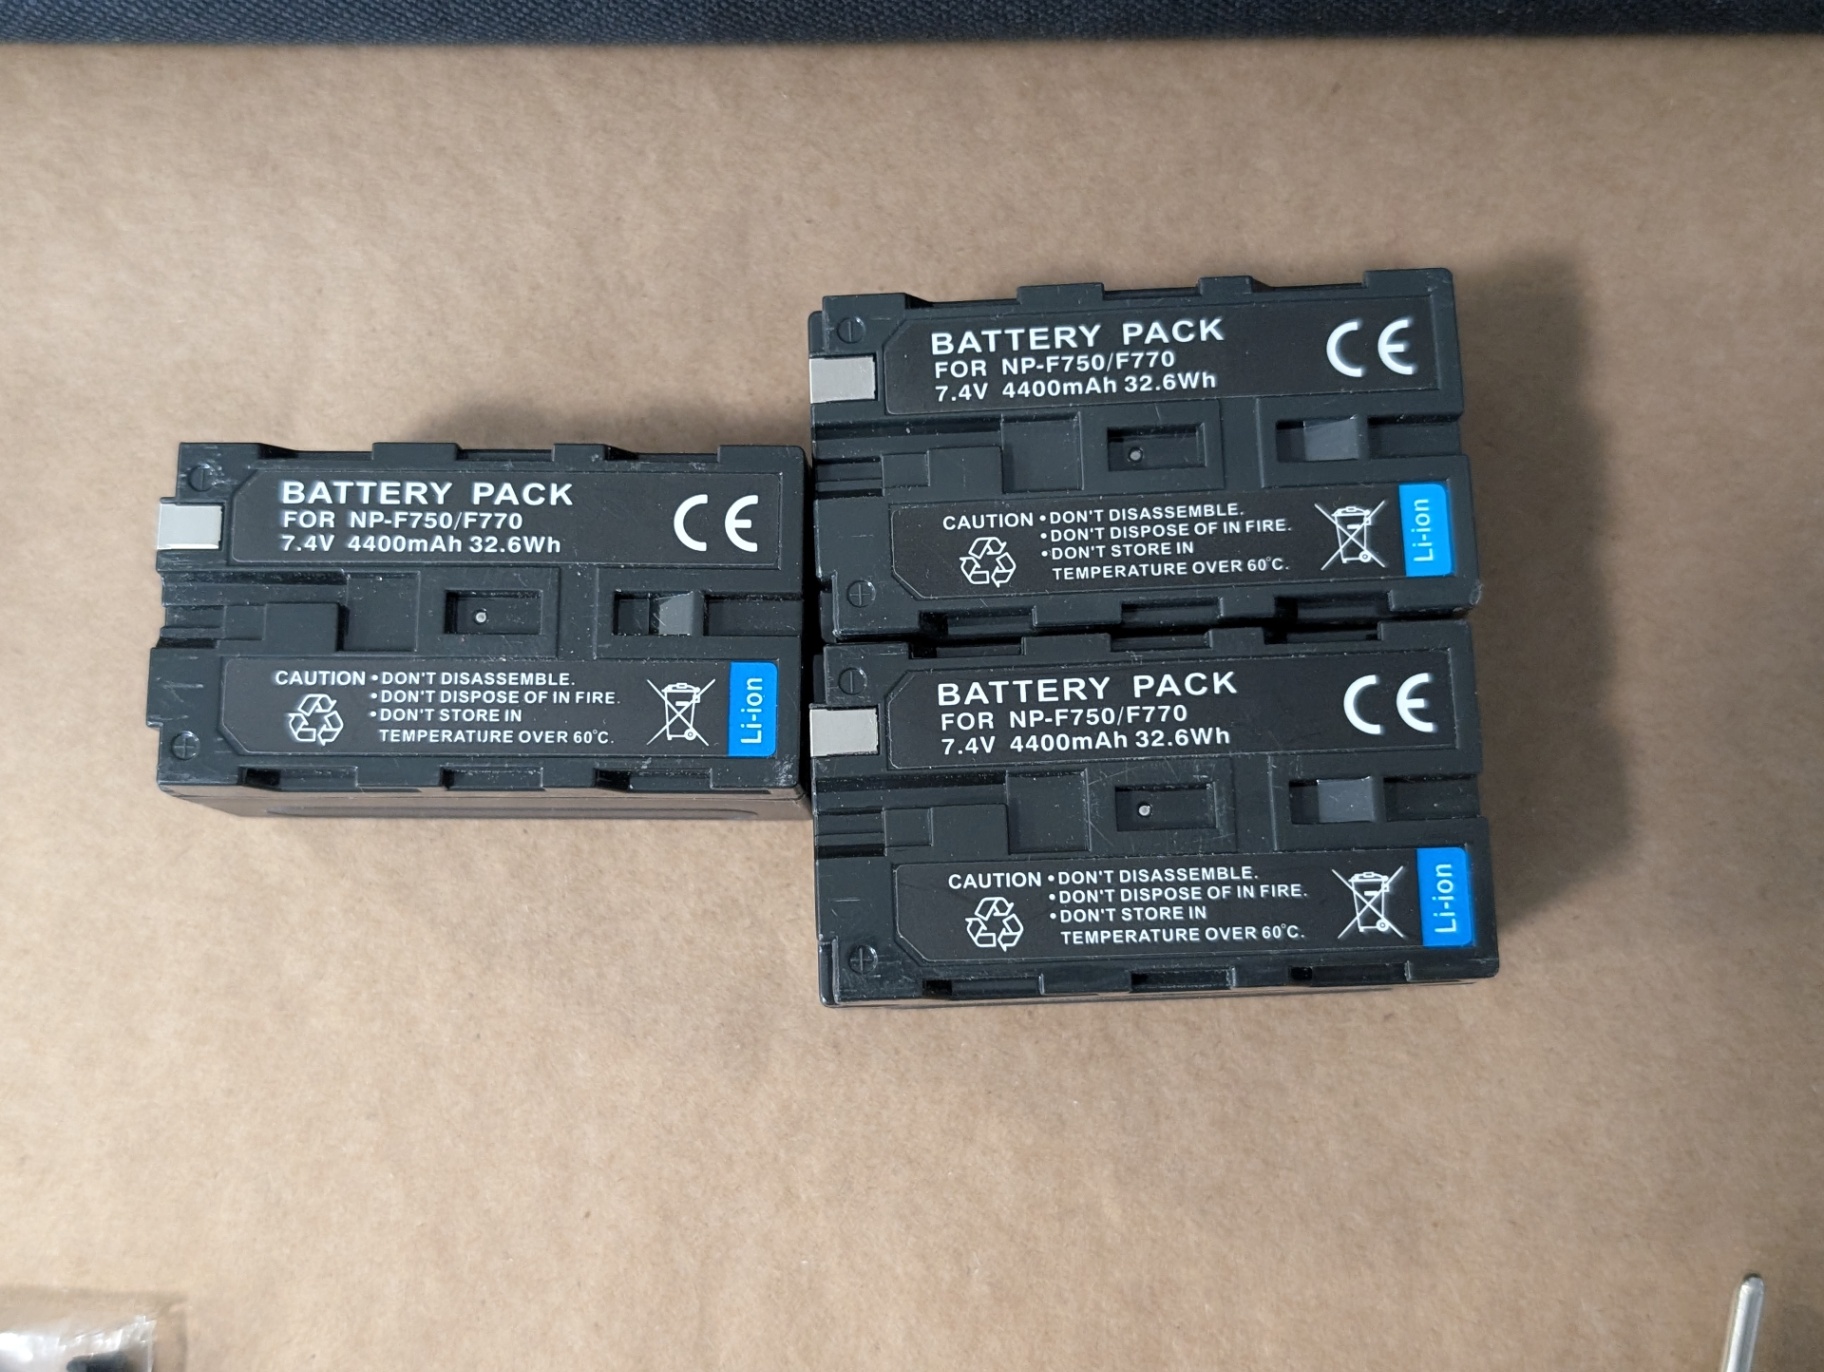 BATTERY PACK
FOR NP-F750/F770
7.4V 4400mAh 32.6Wh
CE
CAUTION •DON'T DISASSEMBLE.
•DON'T DISPOSE OF IN FIRE.
•DON'T STORE IN
TEMPERATURE OVER 60°C.
Li-ion
BATTERY PACK
FOR NP-F750/F770
7.4V 4400mAh 32.6Wh
CE
CAUTION •DON'T DISASSEMBLE.
•DON'T DISPOSE OF IN FIRE.
•DON'T STORE IN
TEMPERATURE OVER 60°C.
Li-ion
BATTERY PACK
FOR NP-F750/F770
7.4V 4400mAh 32.6Wh
CE
CAUTION •DON'T DISASSEMBLE.
•DON'T DISPOSE OF IN FIRE.
•DON'T STORE IN
TEMPERATURE OVER 60°C.
Li-ion